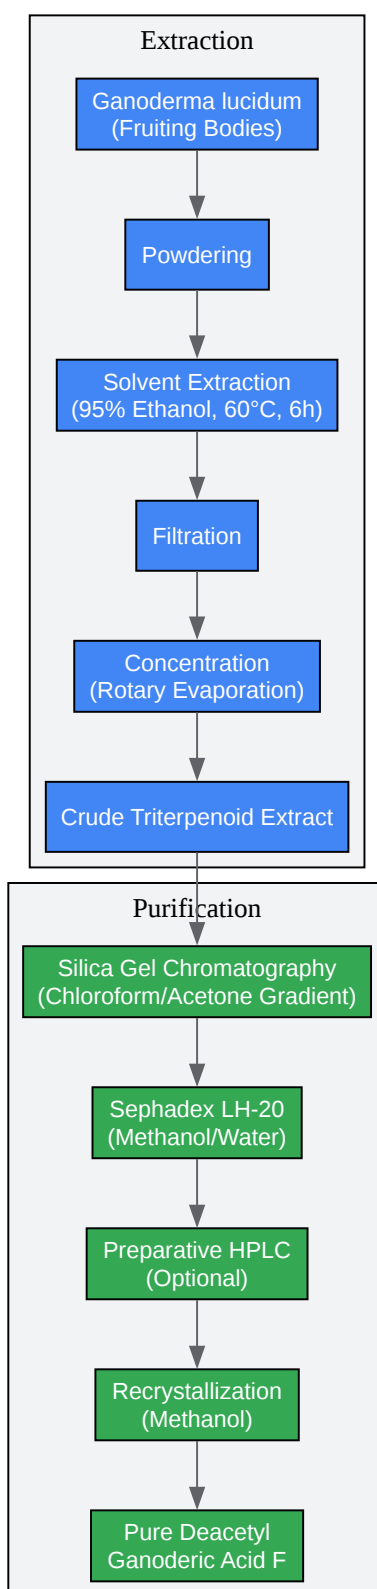 Extraction
Ganoderma lucidum
(Fruiting Bodies)
Powdering
Solvent Extraction
(95% Ethanol, 60°C, 6h)
Filtration
Concentration
(Rotary Evaporation)
Crude Triterpenoid Extract
Purification
Silica Gel Chromatography
(Chloroform/Acetone Gradient)
Sephadex LH-20
(Methanol/Water)
Preparative HPLC
(Optional)
Recrystallization
(Methanol)
Pure Deacetyl
Ganoderic Acid F